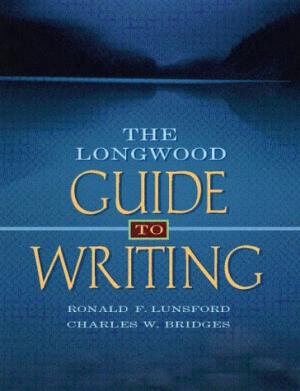 THE
LONGWOOD
GUIDE
TO
WRITING
RONALD F. LUNSFORD
CHARLES W. BRIDGES